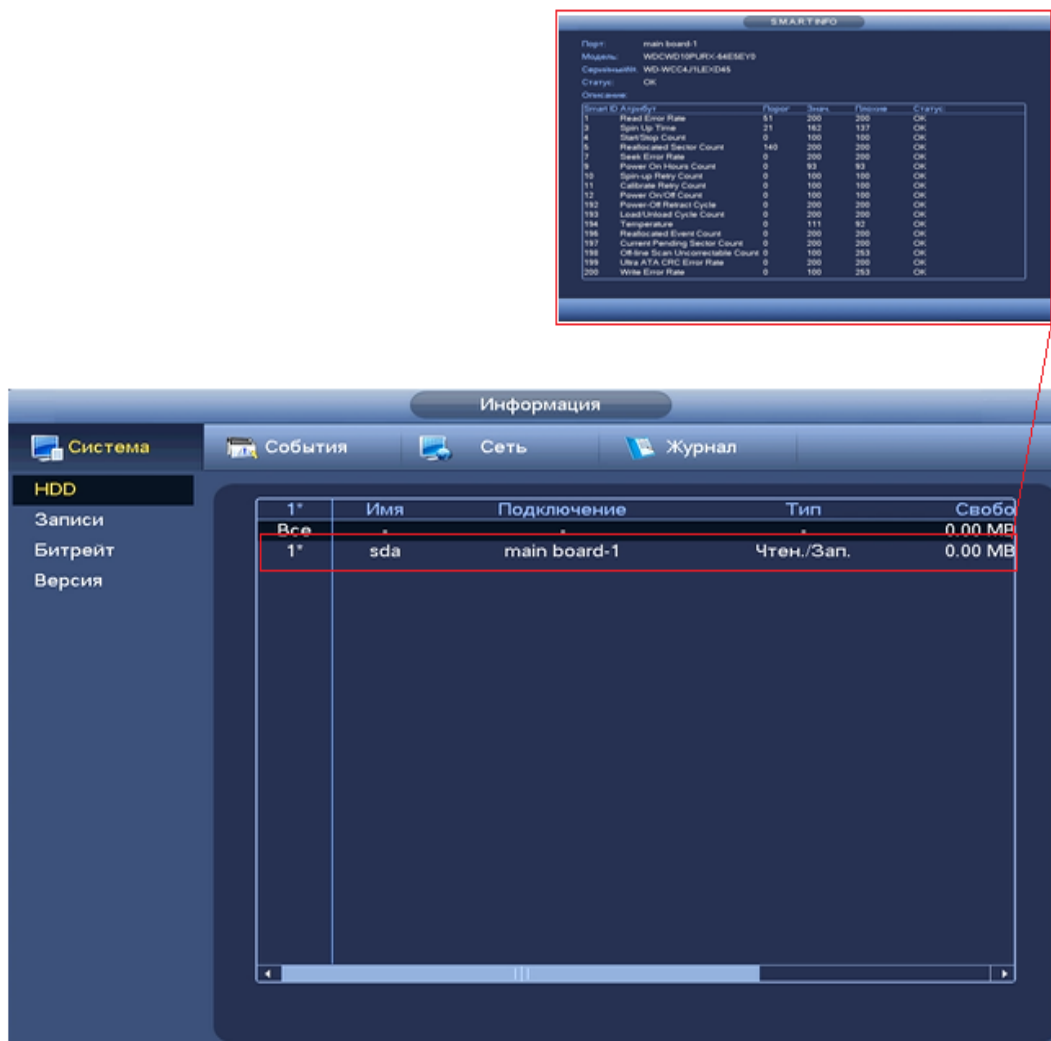 S.M.A.R.T INFO
Порт: main board-1
Модель: WDCWD10PURX-64E5EY0
WD-WCC4J1LEXD45
Статус: OK
Описание:
Smart ID Атрибут Порог Знач. Плохие Статус:
1 Read Error Rate 51 200 200 OK
3 Spin Up Time 21 162 137 OK
4 Start/Stop Count 0 100 100 OK
5 Reallocated Sector Count 140 200 200 OK
7 Seek Error Rate 0 200 200 OK
9 Power On Hours Count 0 93 93 OK
10 Spin-up Retry Count 0 100 100 OK
11 Calibrate Retry Count 0 100 100 OK
12 Power On/Off Count 0 100 100 OK
192 Power-Off Retract Cycle 0 200 200 OK
193 Load/Unload Cycle Count 0 200 200 OK
194 Temperature 0 111 92 OK
196 Reallocated Event Count 0 200 200 OK
197 Current Pending Sector Count 0 200 200 OK
198 Off-line Scan Uncorrectable Count 0 100 253 OK
199 Ultra ATA CRC Error Rate 0 200 200 OK
200 Write Error Rate 0 100 253 OK
Информация
Система События Сеть Журнал
HDD
Записи
Битрейт
Версия
1* Имя Подключение Тип Свобо
Все - - - 0.00 MB
1* sda main board-1 Чтен./Зап. 0.00 MB